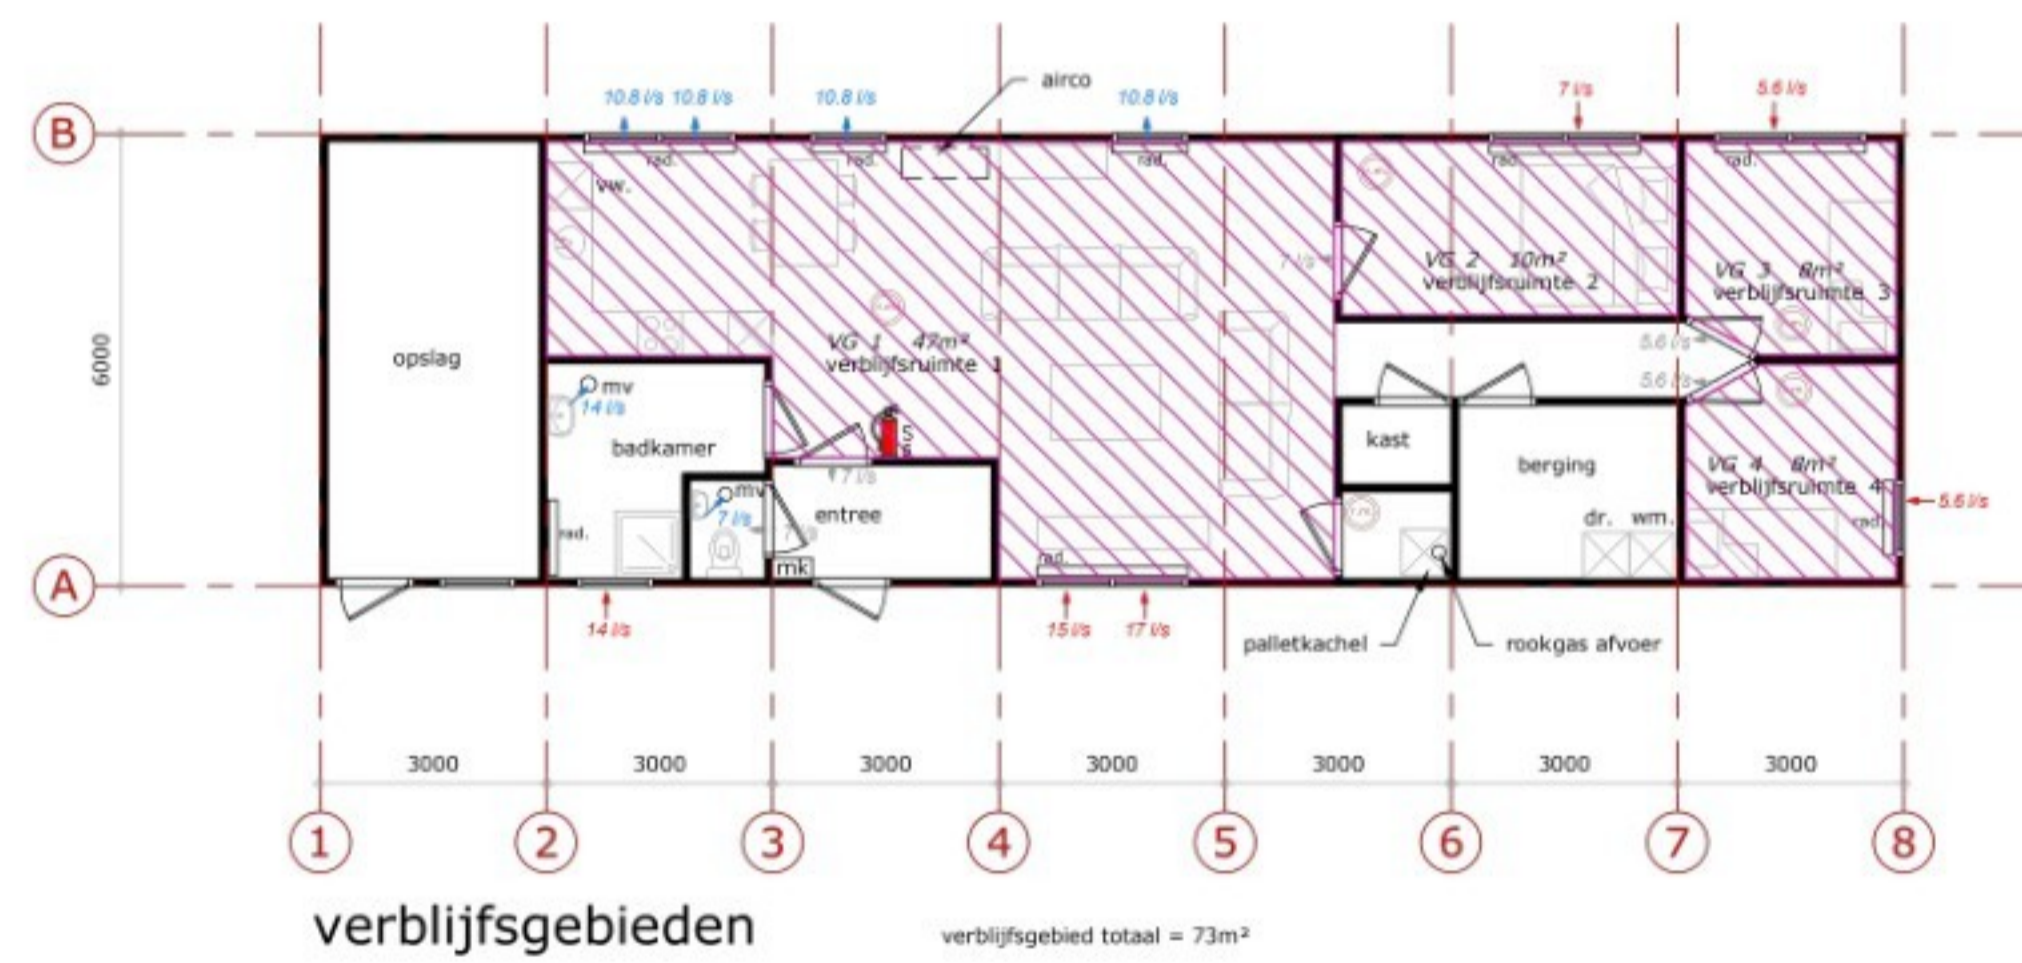 airco
10.8 l/s 10.8 l/s
10.8 l/s
10.8 l/s
7 l/s
5.6 l/s
B
rad.
rad.
rad.
rad
rad.
vw.
7 l/s
VG 2 10m²
verblijfsruimte 2
VG 3 8m²
verblijfsruimte 3
6000
opslag
VG 1 47m²
verblijfsruimte 1
5.6 l/s
5.6 l/s
mv
14 l/s
badkamer
S
kast
berging
VG 4 8m²
verblijfsruimte 4
7 l/s
mv
7 l/s
entree
5.6 l/s
dr. wm.
rad.
rad.
rad.
mk
A
14 l/s
15 l/s
17 l/s
palletkachel
rookgas afvoer
3000
3000
3000
3000
3000
3000
3000
1
2
3
4
5
6
7
8
verblijfsgebieden
verblijfsgebied totaal = 73m²